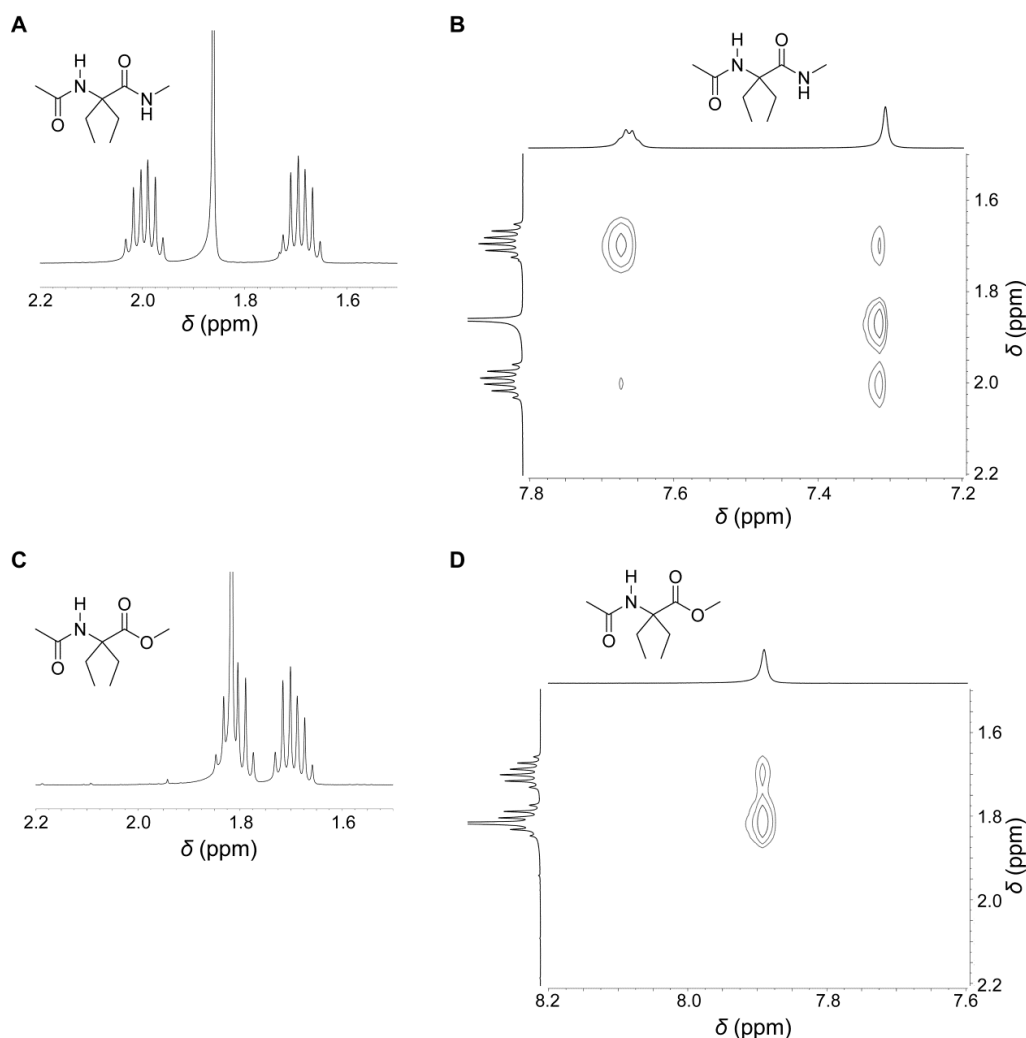 A
H
O
N
N
H
O
2.2 2.0 1.8 1.6
δ (ppm)
B
H
O
N
N
H
O
1.6
1.8
2.0
2.2
δ (ppm)
7.8 7.6 7.4 7.2
δ (ppm)
C
H
O
N
O
O
2.2 2.0 1.8 1.6
δ (ppm)
D
H
O
N
O
O
1.6
1.8
2.0
2.2
δ (ppm)
8.2 8.0 7.8 7.6
δ (ppm)